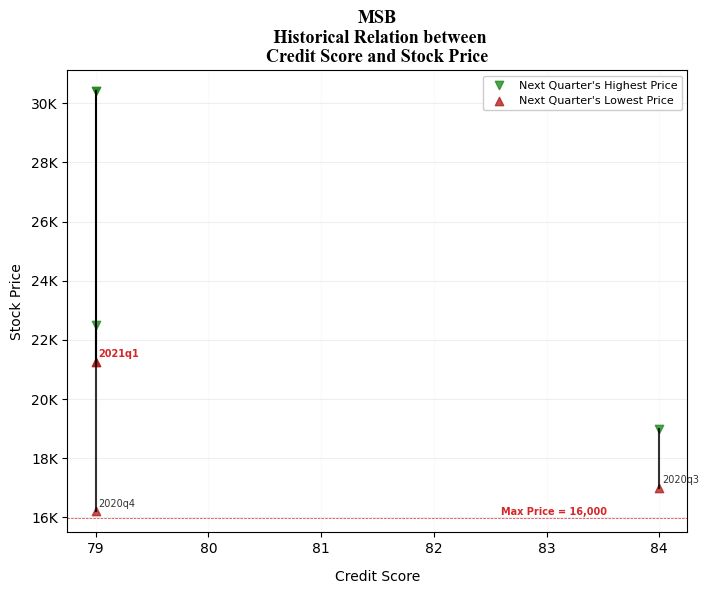 MSB
Historical Relation between
Credit Score and Stock Price
Next Quarter's Highest Price
Next Quarter's Lowest Price
30K
28K
26K
24K
22K
20K
18K
16K
Stock Price
2021q1
2020q4
2020q3
Max Price = 16,000
79 80 81 82 83 84
Credit Score